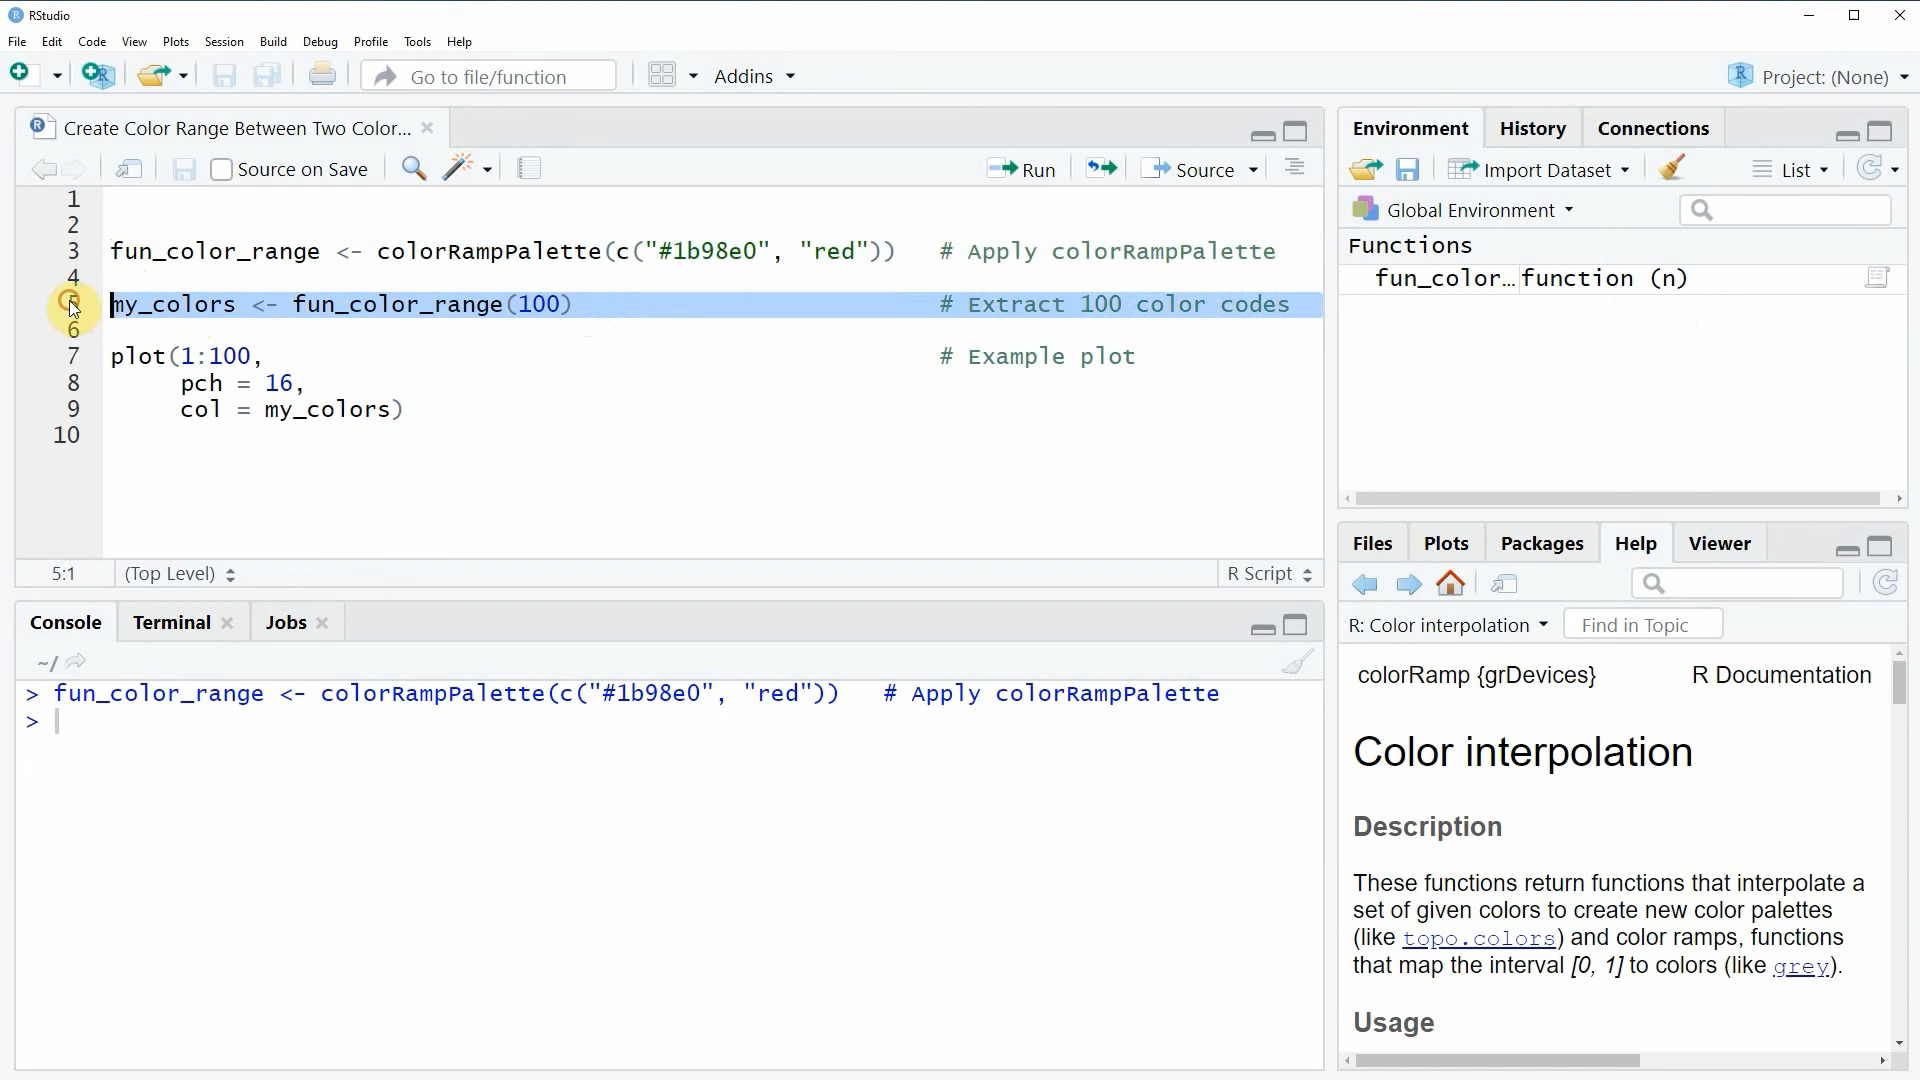 RStudio
File Edit Code View Plots Session Build Debug Profile Tools Help
Go to file/function Addins Project: (None)
Create Color Range Between Two Color...
Source on Save Run Source
1
2
3 fun_color_range <- colorRampPalette(c("#1b98e0", "red")) # Apply colorRampPalette
4
5 my_colors <- fun_color_range(100) # Extract 100 color codes
6
7 plot(1:100, # Example plot
8 pch = 16,
9 col = my_colors)
10
5:1 (Top Level) R Script
Console Terminal Jobs
~/
> fun_color_range <- colorRampPalette(c("#1b98e0", "red")) # Apply colorRampPalette
>
Environment History Connections
Import Dataset List
Global Environment
Functions
fun_color… function (n)
Files Plots Packages Help Viewer
R: Color interpolation Find in Topic
colorRamp {grDevices} R Documentation
Color interpolation
Description
These functions return functions that interpolate a
set of given colors to create new color palettes
(like topo.colors) and color ramps, functions
that map the interval [0, 1] to colors (like grey).
Usage